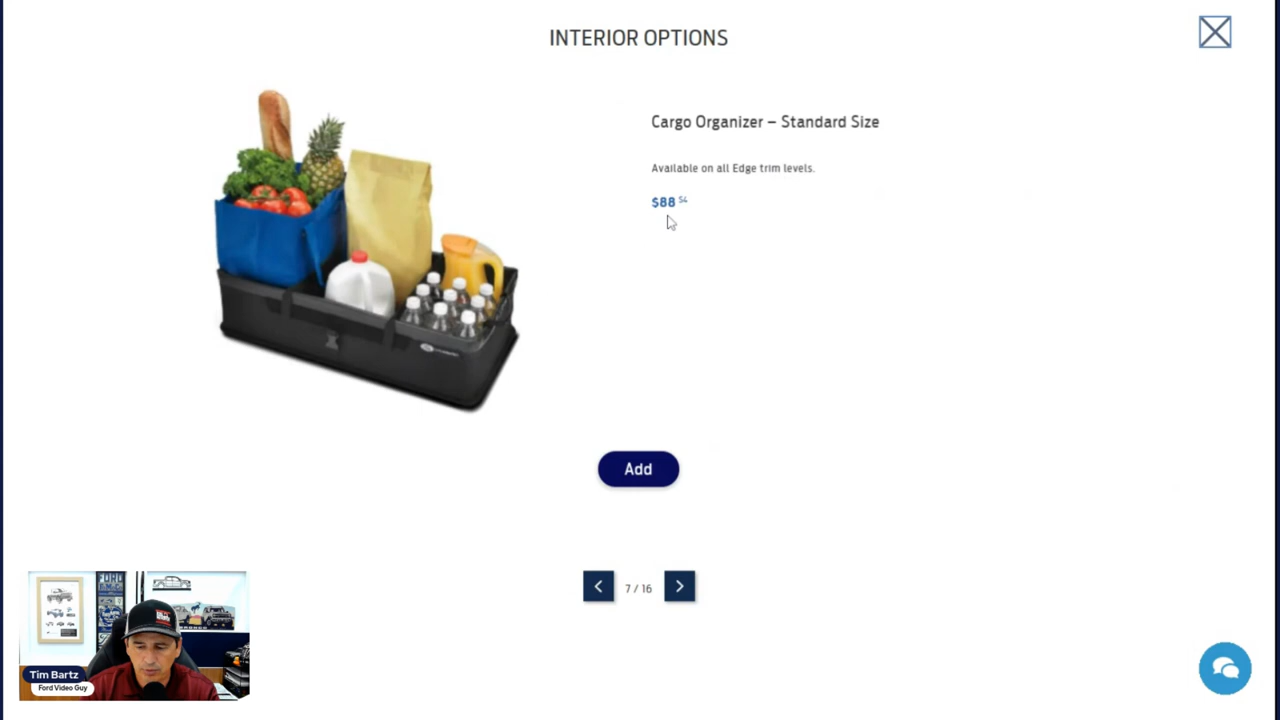 INTERIOR OPTIONS
Cargo Organizer – Standard Size
Available on all Edge trim levels.
$88 54
Add
7 / 16
FORD
Tim Bartz
Ford Video Guy